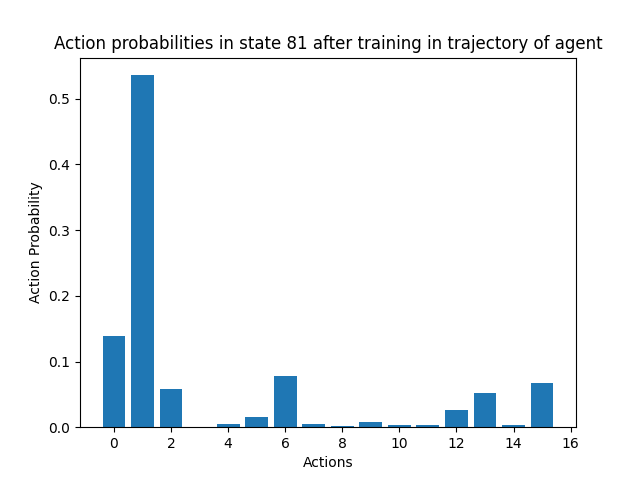 Action probabilities in state 81 after training in trajectory of agent
0.5
0.4
0.3
0.2
0.1
0.0
Action Probability
0 2 4 6 8 10 12 14 16
Actions